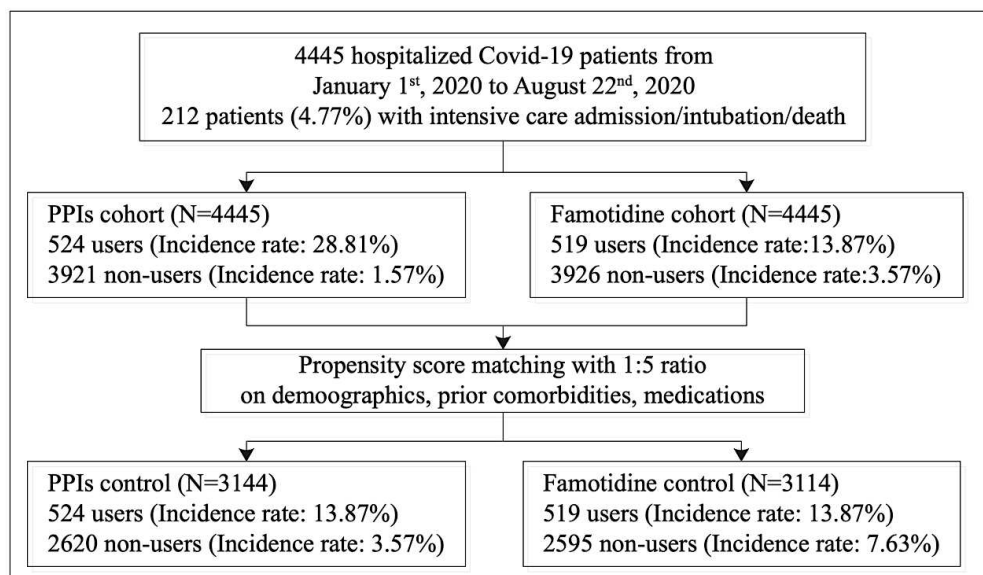 4445 hospitalized Covid-19 patients from
January 1st, 2020 to August 22nd, 2020
212 patients (4.77%) with intensive care admission/intubation/death
PPIs cohort (N=4445)
524 users (Incidence rate: 28.81%)
3921 non-users (Incidence rate: 1.57%)
Famotidine cohort (N=4445)
519 users (Incidence rate:13.87%)
3926 non-users (Incidence rate:3.57%)
Propensity score matching with 1:5 ratio
on demoographics, prior comorbidities, medications
PPIs control (N=3144)
524 users (Incidence rate: 13.87%)
2620 non-users (Incidence rate: 3.57%)
Famotidine control (N=3114)
519 users (Incidence rate: 13.87%)
2595 non-users (Incidence rate: 7.63%)